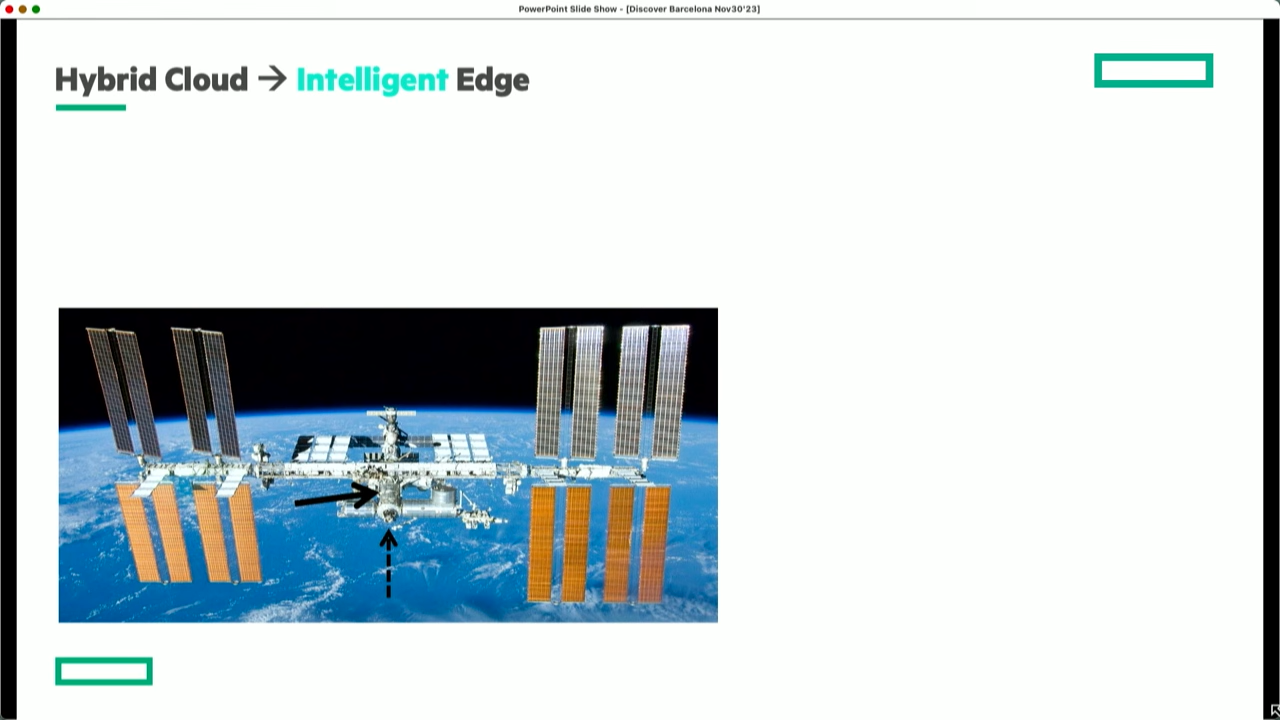 PowerPoint Slide Show - [Discover Barcelona Nov30'23]
Hybrid Cloud → Intelligent Edge